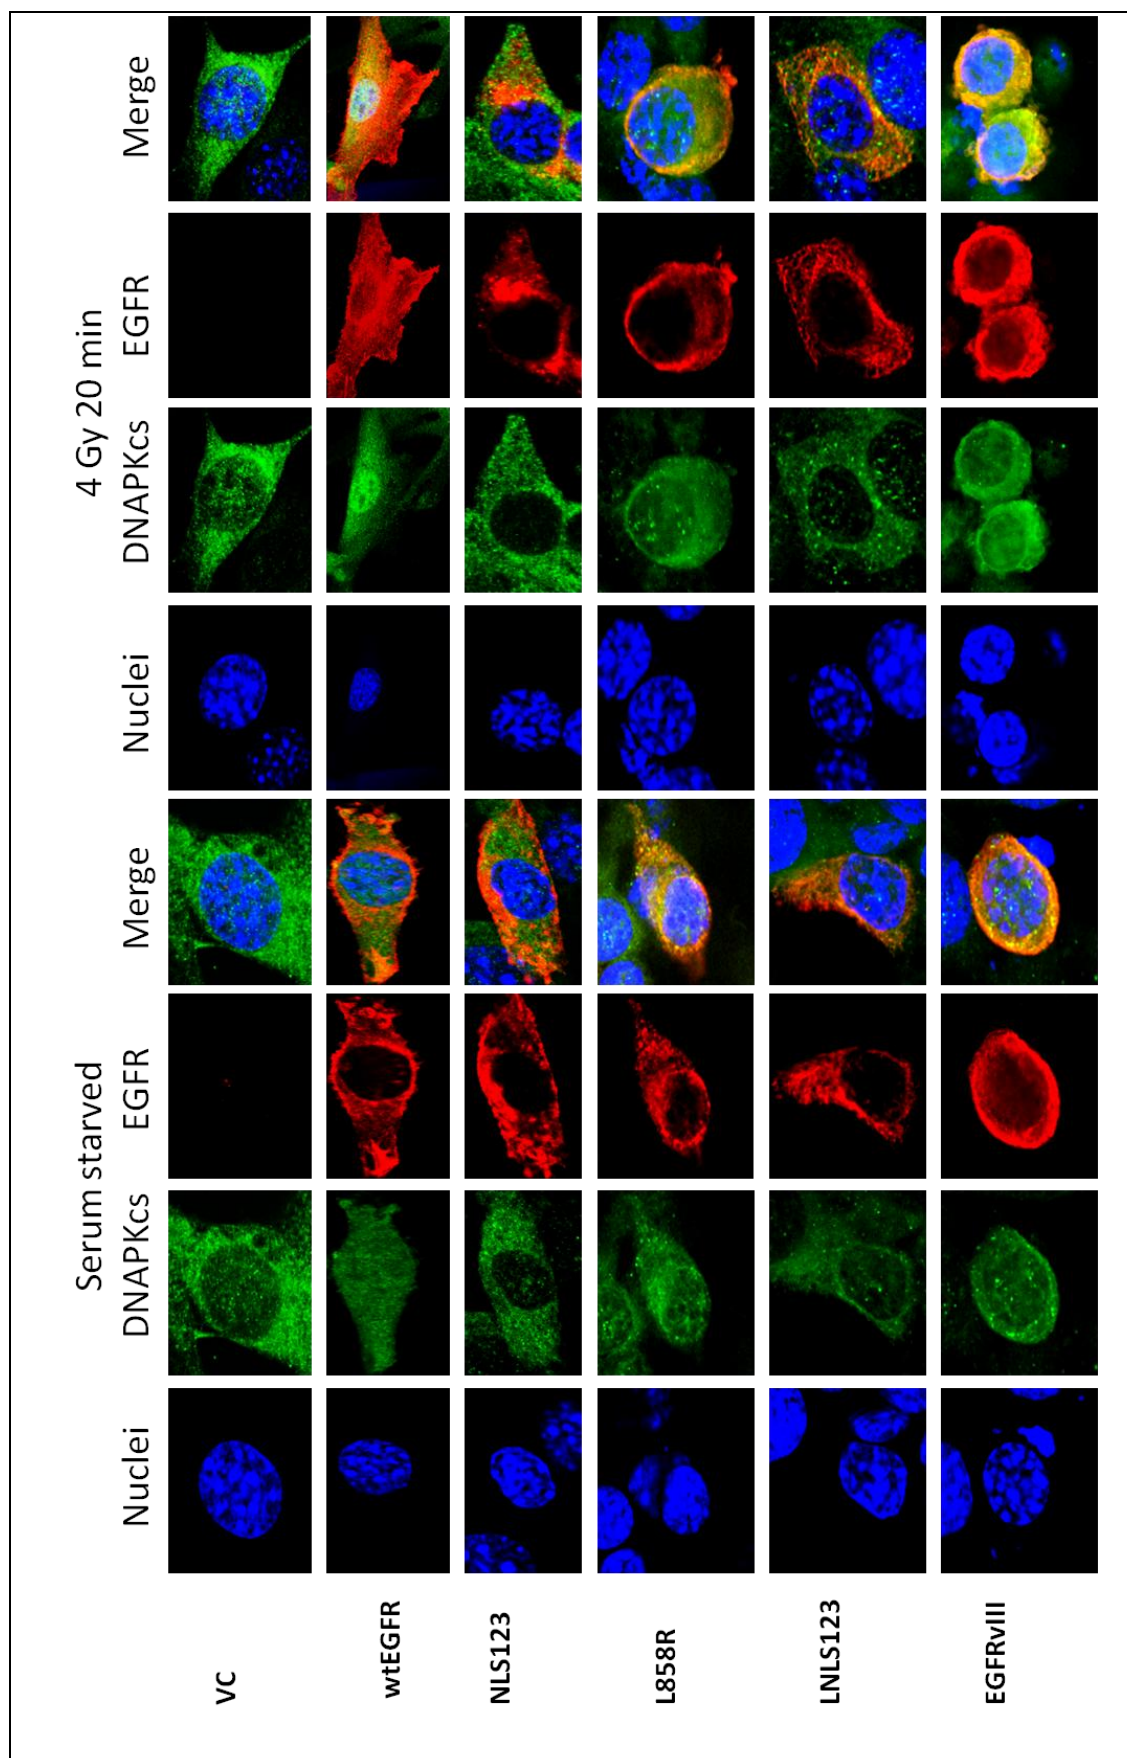 Serum starved 4 Gy 20 min
Nuclei DNAPKcs EGFR Merge Nuclei DNAPKcs EGFR Merge
VC
wtEGFR
NLS123
L858R
LNLS123
EGFRvIII